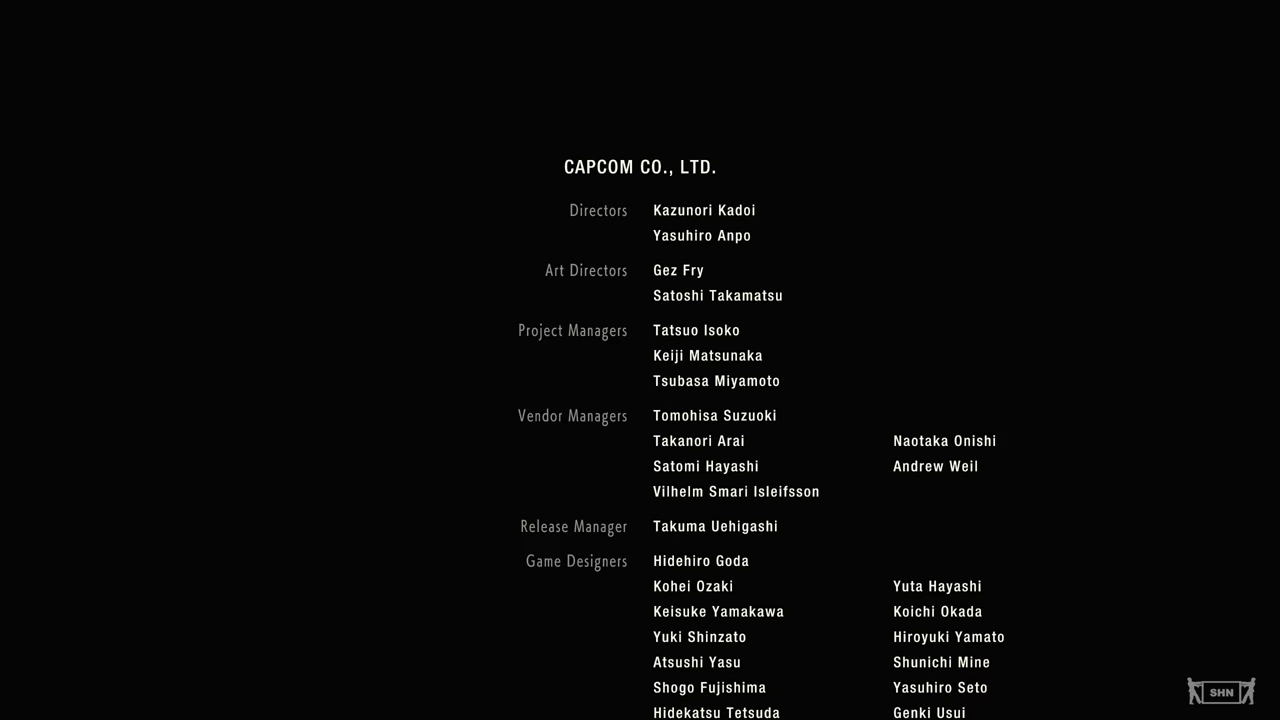 CAPCOM CO., LTD.
Directors Kazunori Kadoi
Yasuhiro Anpo
Art Directors Gez Fry
Satoshi Takamatsu
Project Managers Tatsuo Isoko
Keiji Matsunaka
Tsubasa Miyamoto
Vendor Managers Tomohisa Suzuoki
Takanori Arai Naotaka Onishi
Satomi Hayashi Andrew Weil
Vilhelm Smari Isleifsson
Release Manager Takuma Uehigashi
Game Designers Hidehiro Goda
Kohei Ozaki Yuta Hayashi
Keisuke Yamakawa Koichi Okada
Yuki Shinzato Hiroyuki Yamato
Atsushi Yasu Shunichi Mine
Shogo Fujishima Yasuhiro Seto
Hidekatsu Tetsuda Genki Usui
SHN